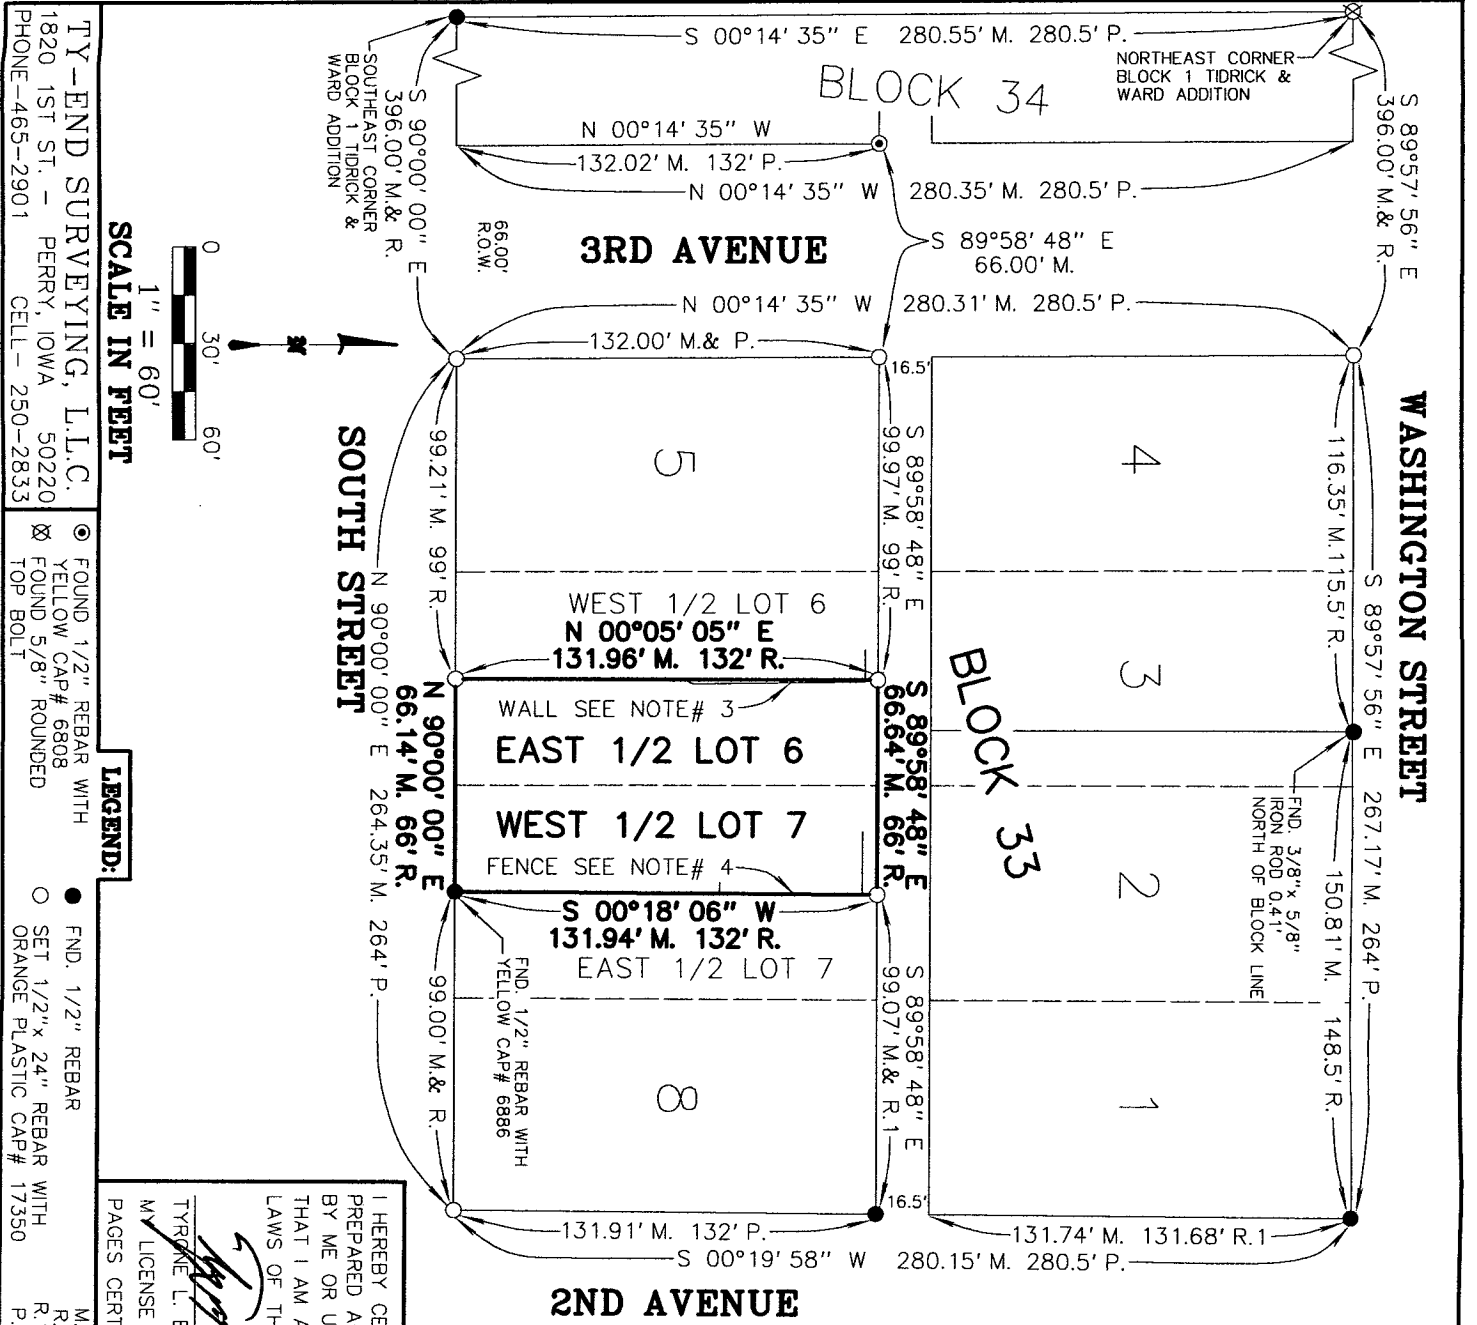 S 00°14' 35" E 280.55' M. 280.5' P.
NORTHEAST CORNER
BLOCK 1 TIDRICK &
WARD ADDITION
BLOCK 34
N 00°14' 35" W
132.02' M. 132' P.
N 00°14' 35" W 280.35' M. 280.5' P.
S 89°57' 56" E
396.00' M.& R.
SOUTHEAST CORNER
BLOCK 1 TIDRICK &
WARD ADDITION
S 90°00' 00" E
396.00' M.& R.
66.00'
R.O.W.
3RD AVENUE
S 89°58' 48" E
66.00' M.
N 00°14' 35" W 280.31' M. 280.5' P.
132.00' M.& P.
16.5'
WASHINGTON STREET
S 89°57' 56" E 267.17' M. 264' P.
116.35' M.115.5' R.
150.81' M. 148.5' R.
FND. 3/8"x 5/8"
IRON ROD 0.41'
NORTH OF BLOCK LINE
4
3
2
1
BLOCK 33
S 89°58' 48" E
99.97' M. 99' R.
S 89°58' 48" E
66.64' M. 66' R.
S 89°58' 48" E
99.07' M.& R.1
5
WEST 1/2 LOT 6
N 00°05' 05" E
131.96' M. 132' R.
WALL SEE NOTE# 3
EAST 1/2 LOT 6
WEST 1/2 LOT 7
FENCE SEE NOTE# 4
S 00°18' 06" W
131.94' M. 132' R.
EAST 1/2 LOT 7
8
FND. 1/2" REBAR WITH
YELLOW CAP# 6886
99.21' M. 99' R.
N 90°00' 00" E
66.14' M. 66' R.
99.00' M.& R.
N 90°00' 00" E 264.35' M. 264' P.
SOUTH STREET
16.5'
131.91' M. 132' P.
131.74' M. 131.68' R.1
S 00°19' 58" W 280.15' M. 280.5' P.
2ND AVENUE
0 30' 60'
1" = 60'
SCALE IN FEET
TY-END SURVEYING, L.L.C.
1820 1ST ST. - PERRY, IOWA 50220
PHONE-465-2901 CELL- 250-2833
LEGEND:
FOUND 1/2" REBAR WITH
YELLOW CAP# 6808
FOUND 5/8" ROUNDED
TOP BOLT
FND. 1/2" REBAR
SET 1/2"x 24" REBAR WITH
ORANGE PLASTIC CAP# 17350
M.
R.
R.
P.
I HEREBY CE
PREPARED A
BY ME OR U
THAT I AM A
LAWS OF TH
TYRONE L. E
MY LICENSE
PAGES CERT